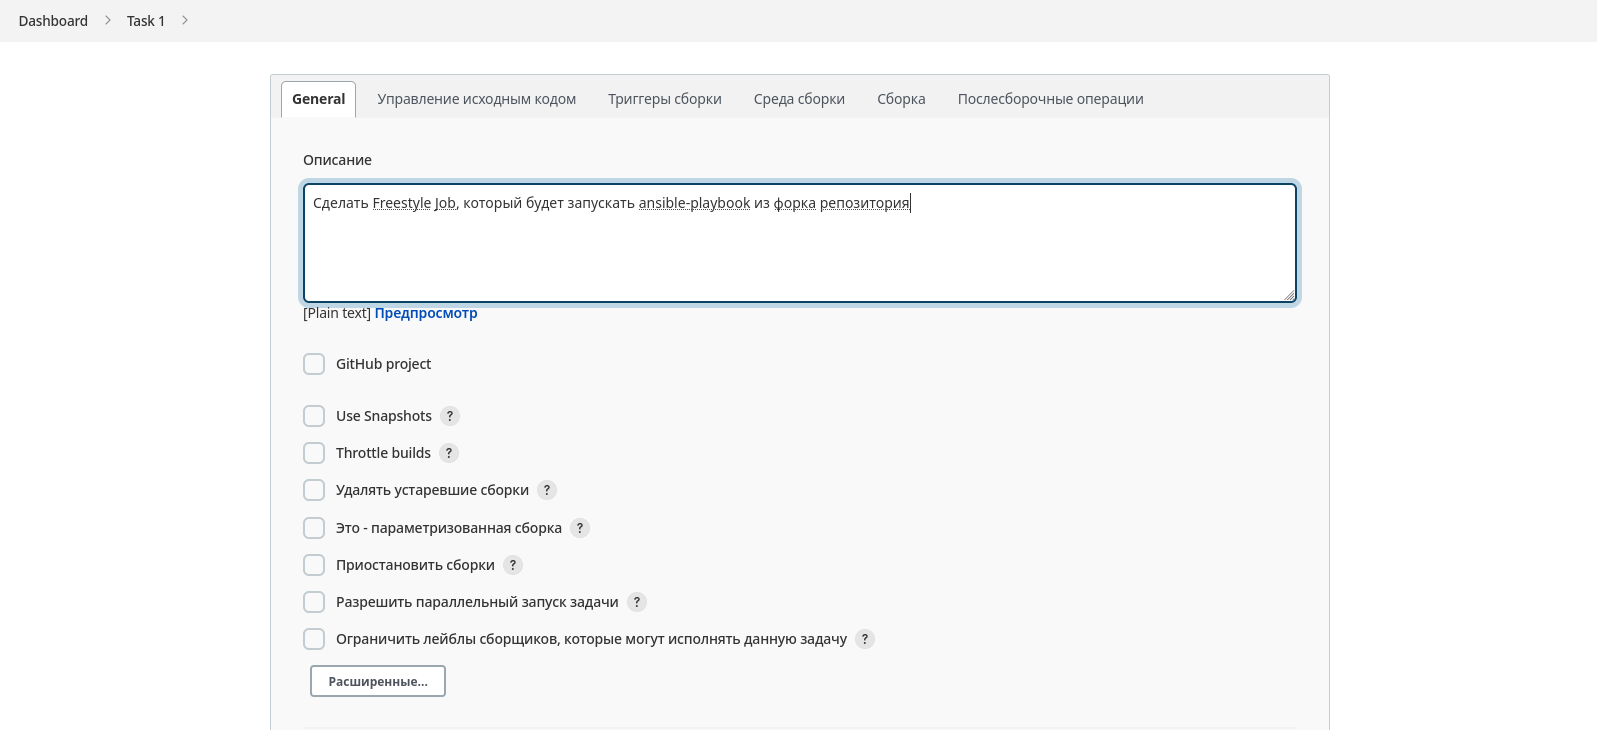 Dashboard
Task 1
General
Управление исходным кодом
Триггеры сборки
Среда сборки
Сборка
Послесборочные операции
Описание
Сделать Freestyle Job, который будет запускать ansible-playbook из форка репозитория
[Plain text] Предпросмотр
GitHub project
Use Snapshots ?
Throttle builds ?
Удалять устаревшие сборки ?
Это - параметризованная сборка ?
Приостановить сборки ?
Разрешить параллельный запуск задачи ?
Ограничить лейблы сборщиков, которые могут исполнять данную задачу ?
Расширенные...